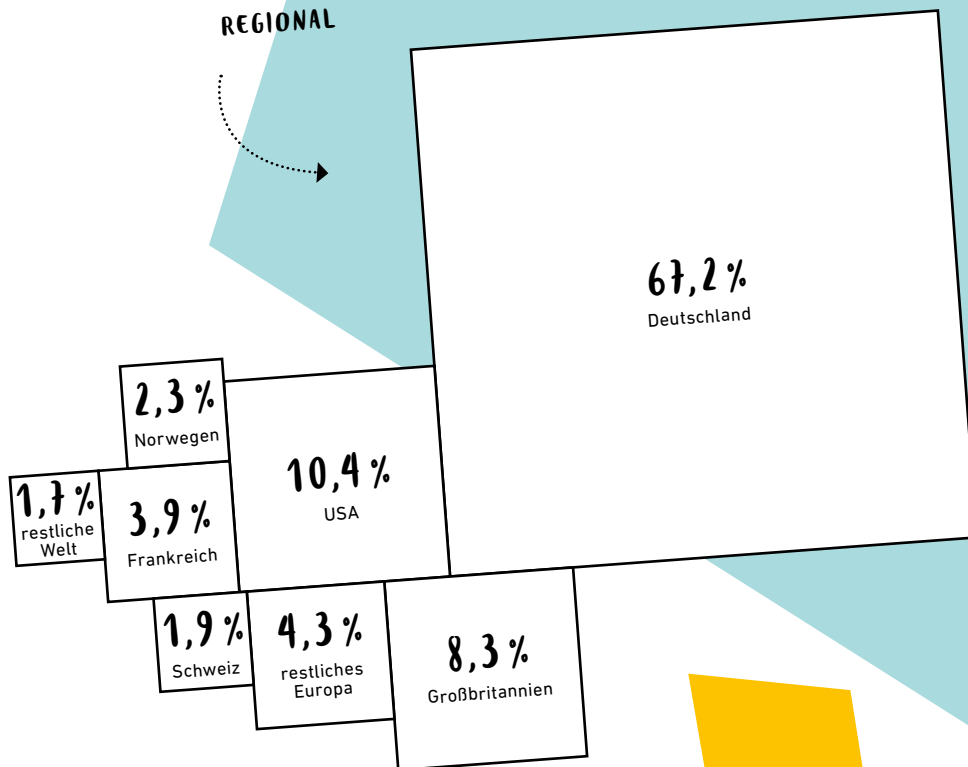 REGIONAL
67,2 %
Deutschland
2,3 %
Norwegen
10,4 %
USA
1,7 %
restliche
Welt
3,9 %
Frankreich
1,9 %
Schweiz
4,3 %
restliches
Europa
8,3 %
Großbritannien